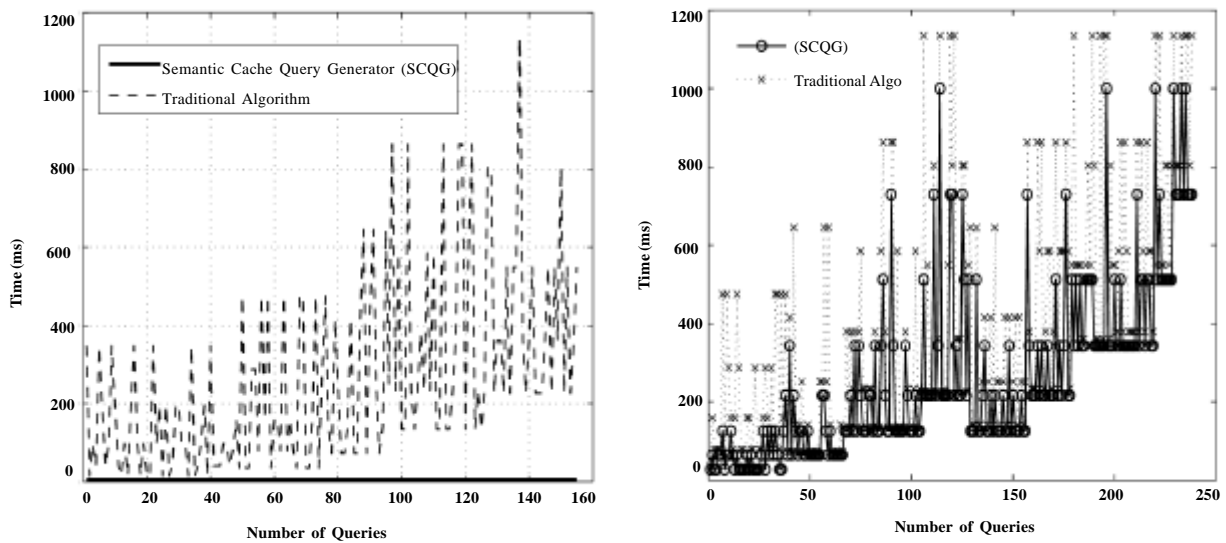 1200
1000
800
600
400
200
0
Time (ms)
Semantic Cache Query Generator (SCQG)
Traditional Algorithm
0 20 40 60 80 100 120 140 160
Number of Queries
1200
1000
800
600
400
200
0
Time (ms)
(SCQG)
Traditional Algo
0 50 100 150 200 250
Number of Queries